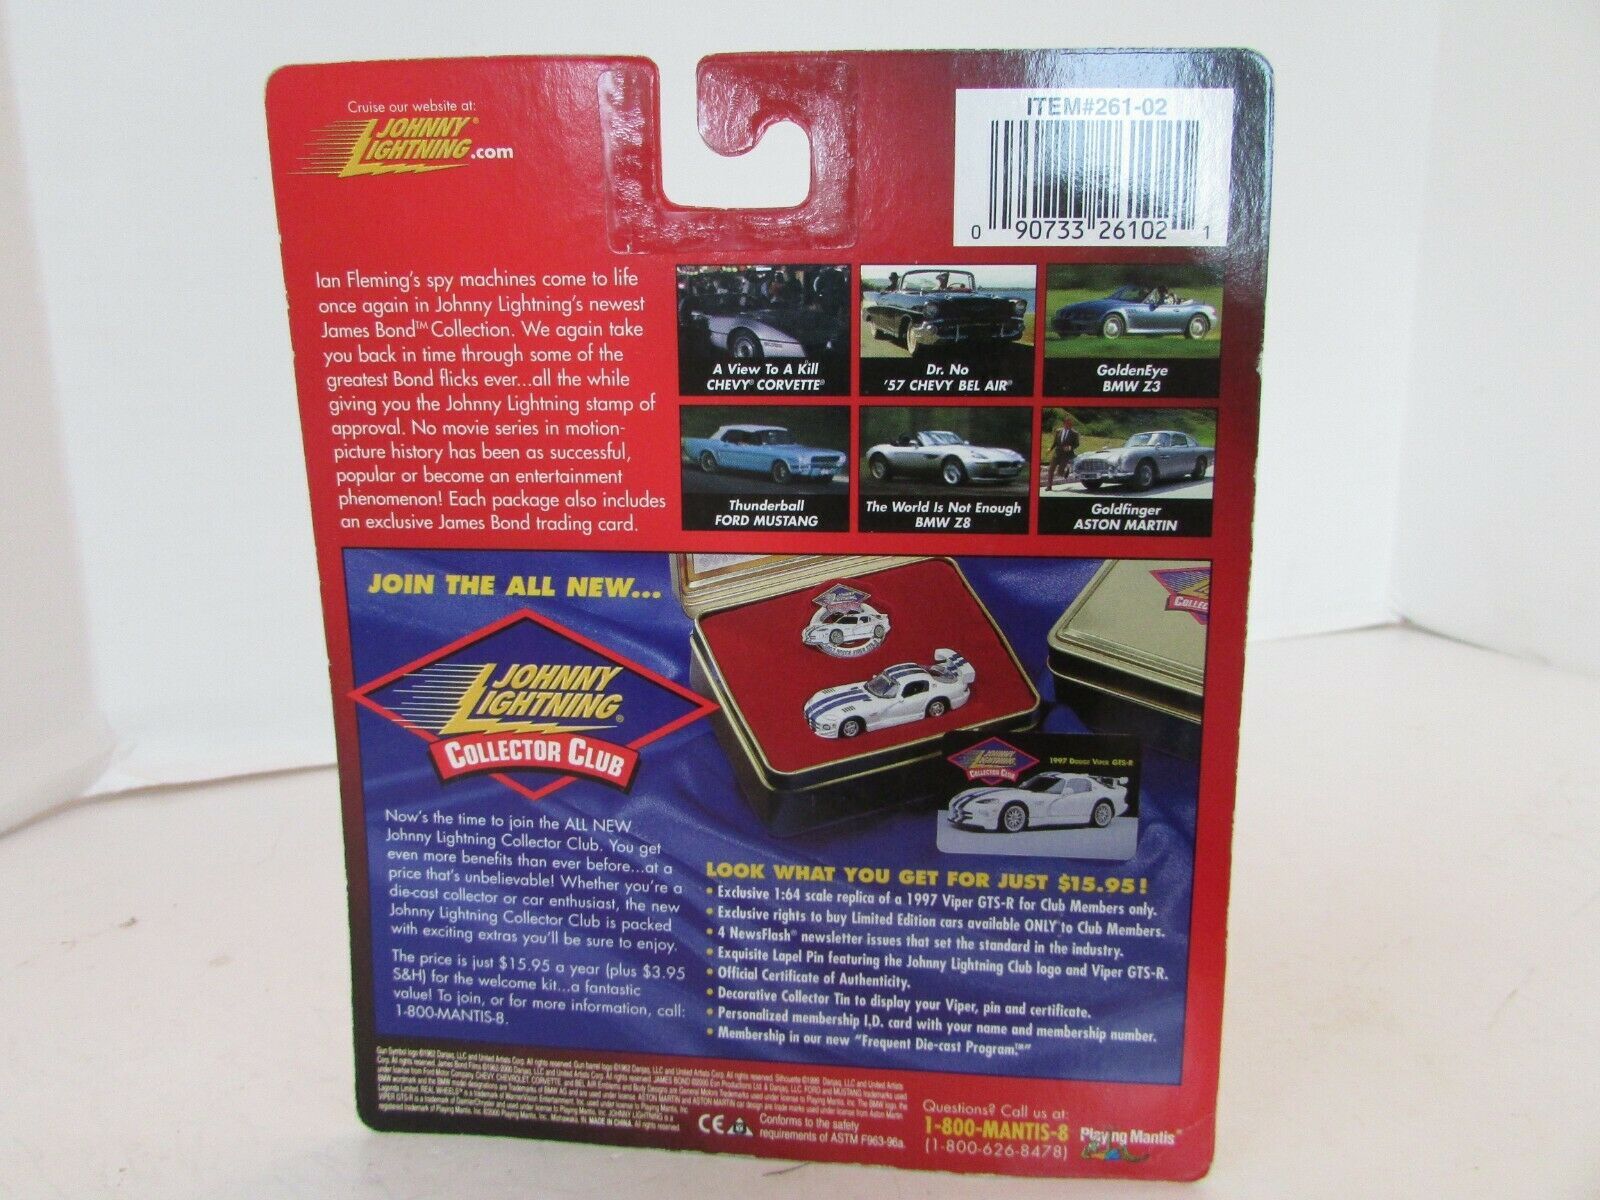 Cruise our website at:
JOHNNY
LIGHTNING.com
ITEM#261-02
0 90733 26102 1
Ian Fleming's spy machines come to life
once again in Johnny Lightning's newest
James Bond™ Collection. We again take
you back in time through some of the
greatest Bond flicks ever...all the while
giving you the Johnny Lightning stamp of
approval. No movie series in motion-
picture history has been as successful,
popular or become an entertainment
phenomenon! Each package also includes
an exclusive James Bond trading card.
A View To A Kill
CHEVY® CORVETTE®
Dr. No
'57 CHEVY BEL AIR®
GoldenEye
BMW Z3
Thunderball
FORD MUSTANG
The World Is Not Enough
BMW Z8
Goldfinger
ASTON MARTIN
JOIN THE ALL NEW...
JOHNNY
LIGHTNING®
COLLECTOR CLUB
Now's the time to join the ALL NEW
Johnny Lightning Collector Club. You get
even more benefits than ever before...at a
price that's unbelievable! Whether you're a
die-cast collector or car enthusiast, the new
Johnny Lightning Collector Club is packed
with exciting extras you'll be sure to enjoy.
The price is just $15.95 a year (plus $3.95
S&H) for the welcome kit...a fantastic
value! To join, or for more information, call:
1-800-MANTIS-8.
JOHNNY
LIGHTNING
COLLECTOR CLUB
1997 DODGE VIPER GTS-R
LOOK WHAT YOU GET FOR JUST $15.95!
• Exclusive 1:64 scale replica of a 1997 Viper GTS-R for Club Members only.
• Exclusive rights to buy Limited Edition cars available ONLY to Club Members.
• 4 NewsFlash® newsletter issues that set the standard in the industry.
• Exquisite Lapel Pin featuring the Johnny Lightning Club logo and Viper GTS-R.
• Official Certificate of Authenticity.
• Decorative Collector Tin to display your Viper, pin and certificate.
• Personalized membership I.D. card with your name and membership number.
• Membership in our new "Frequent Die-cast Program."™
CE
Conforms to the safety
requirements of ASTM F963-96a.
Questions? Call us at:
1-800-MANTIS-8
(1-800-626-8478)
Playing Mantis™